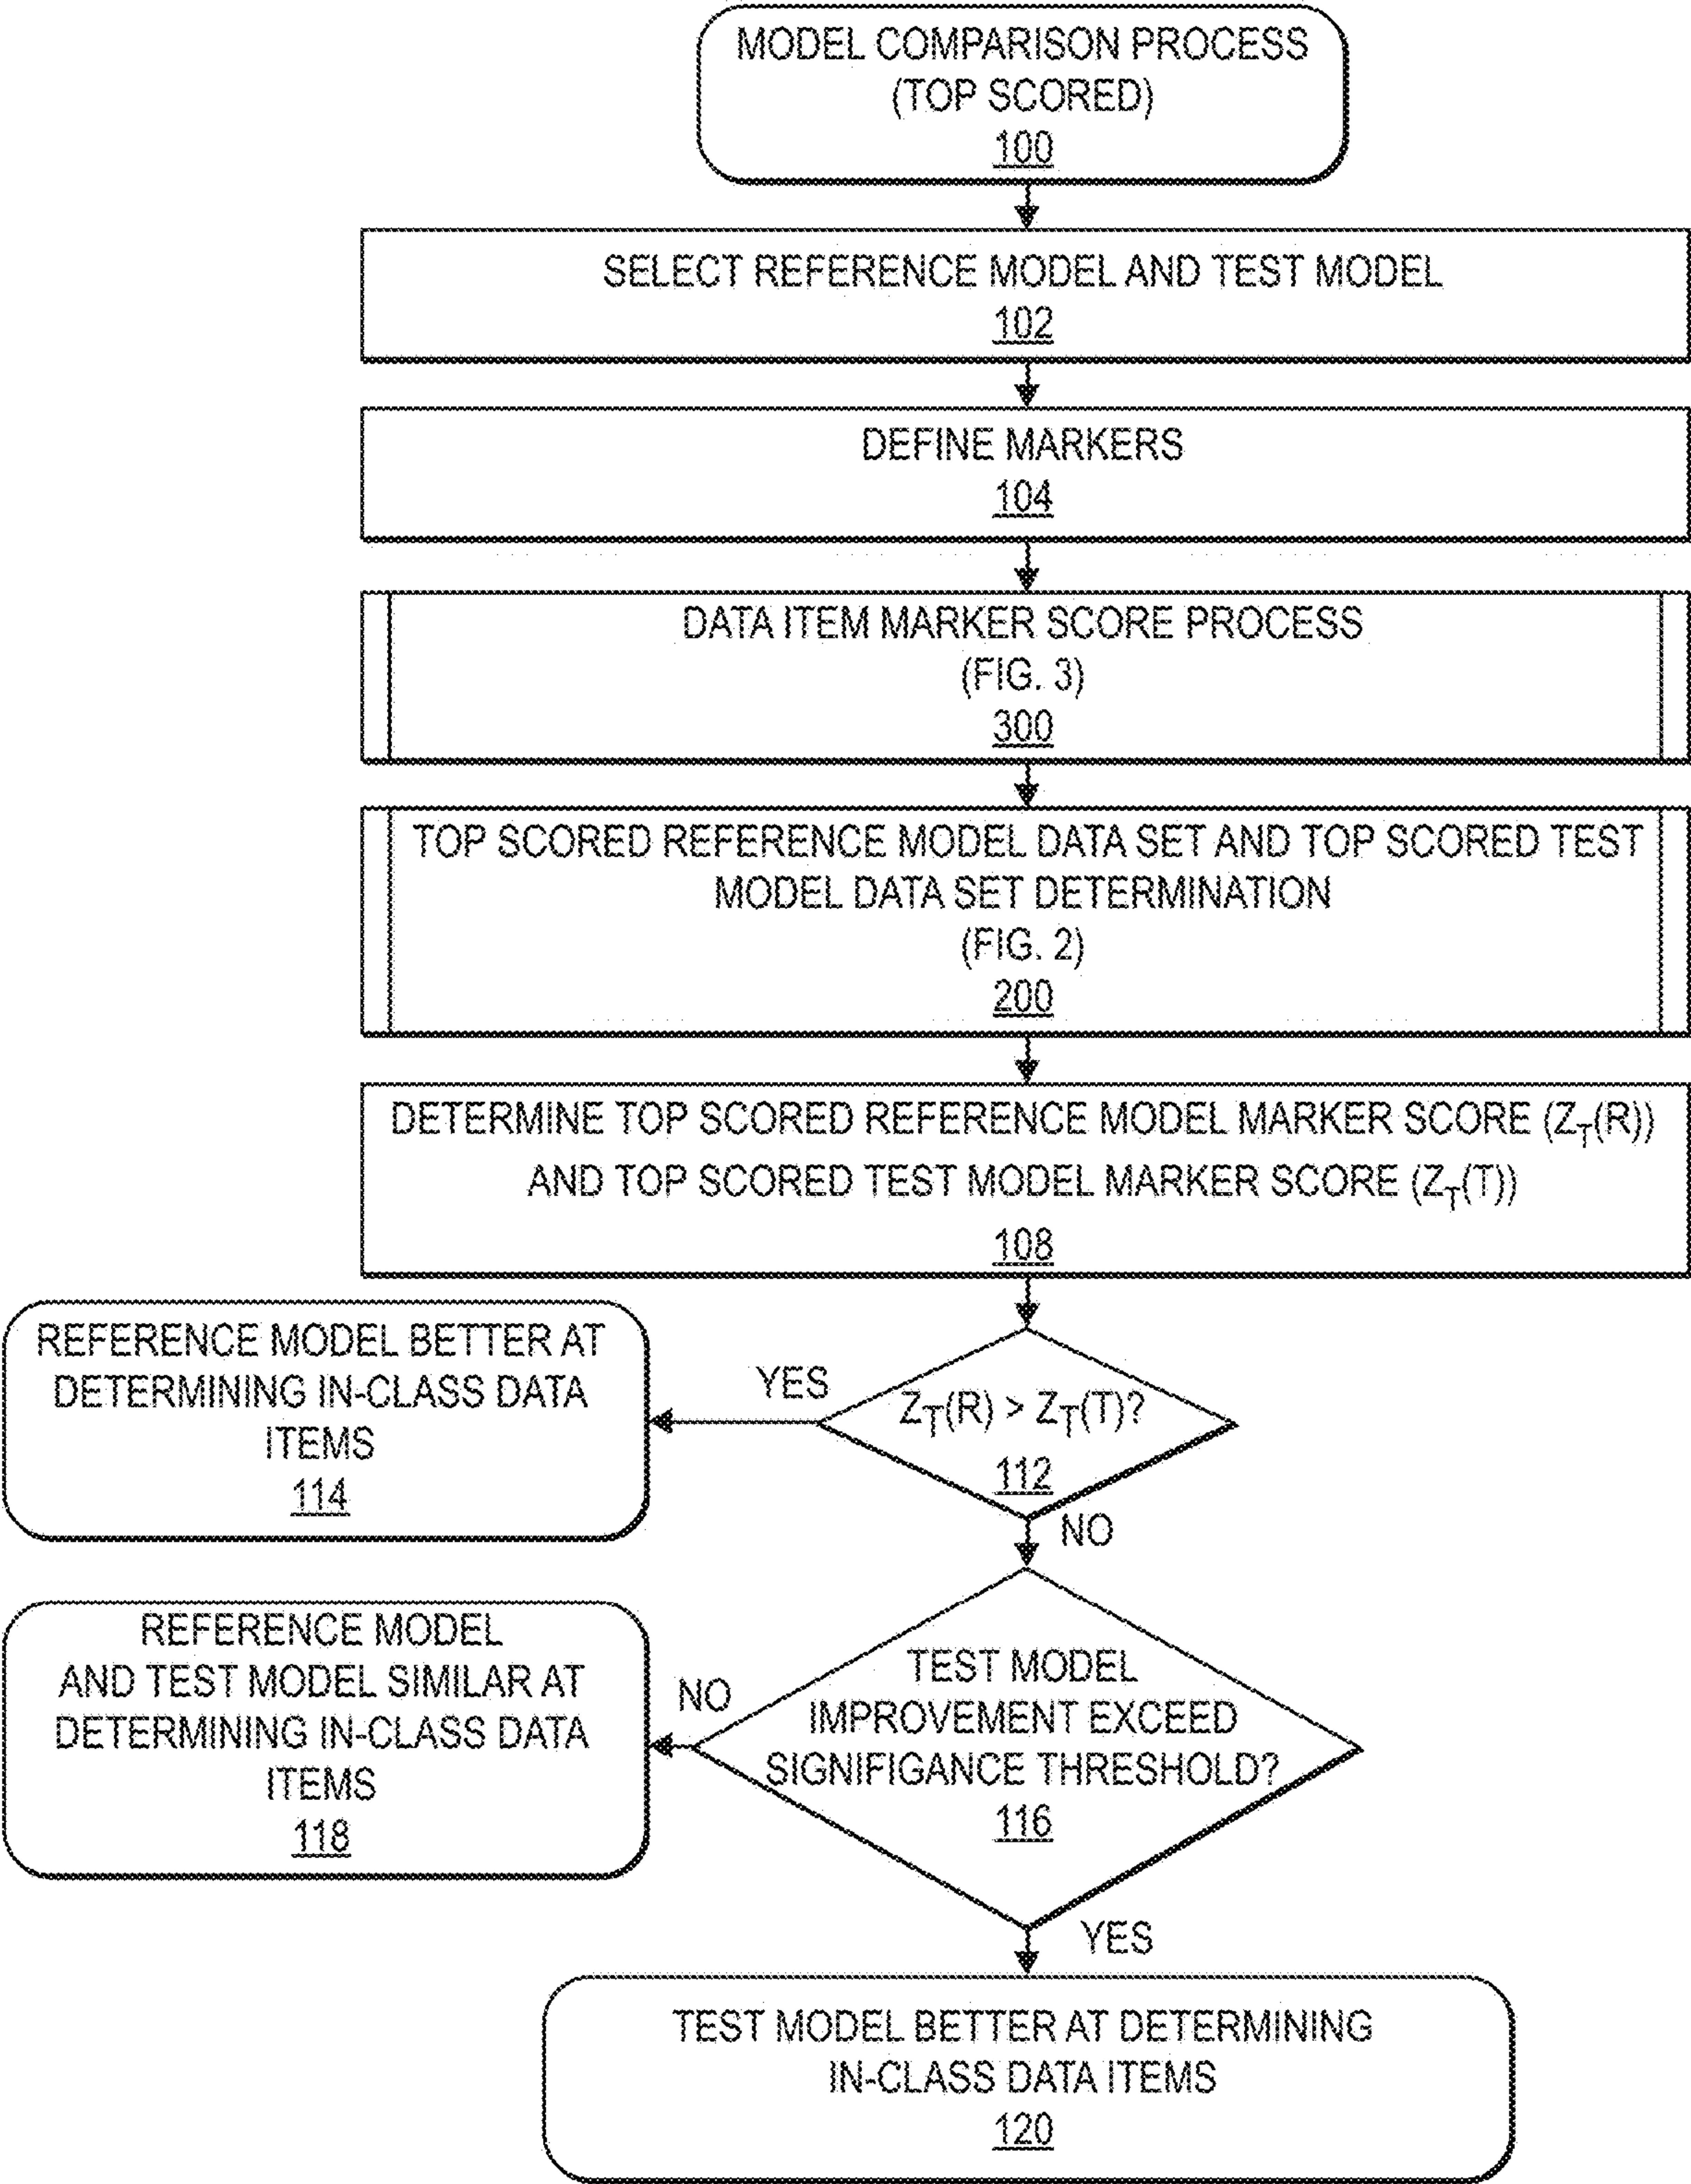 MODEL COMPARISON PROCESS
(TOP SCORED)
100
SELECT REFERENCE MODEL AND TEST MODEL
102
DEFINE MARKERS
104
DATA ITEM MARKER SCORE PROCESS
(FIG. 3)
300
TOP SCORED REFERENCE MODEL DATA SET AND TOP SCORED TEST
MODEL DATA SET DETERMINATION
(FIG. 2)
200
DETERMINE TOP SCORED REFERENCE MODEL MARKER SCORE (Z_T(R))
AND TOP SCORED TEST MODEL MARKER SCORE (Z_T(T))
108
Z_T(R) > Z_T(T)?
112
YES
REFERENCE MODEL BETTER AT
DETERMINING IN-CLASS DATA
ITEMS
114
NO
TEST MODEL
IMPROVEMENT EXCEED
SIGNIFIGANCE THRESHOLD?
116
NO
REFERENCE MODEL
AND TEST MODEL SIMILAR AT
DETERMINING IN-CLASS DATA
ITEMS
118
YES
TEST MODEL BETTER AT DETERMINING
IN-CLASS DATA ITEMS
120